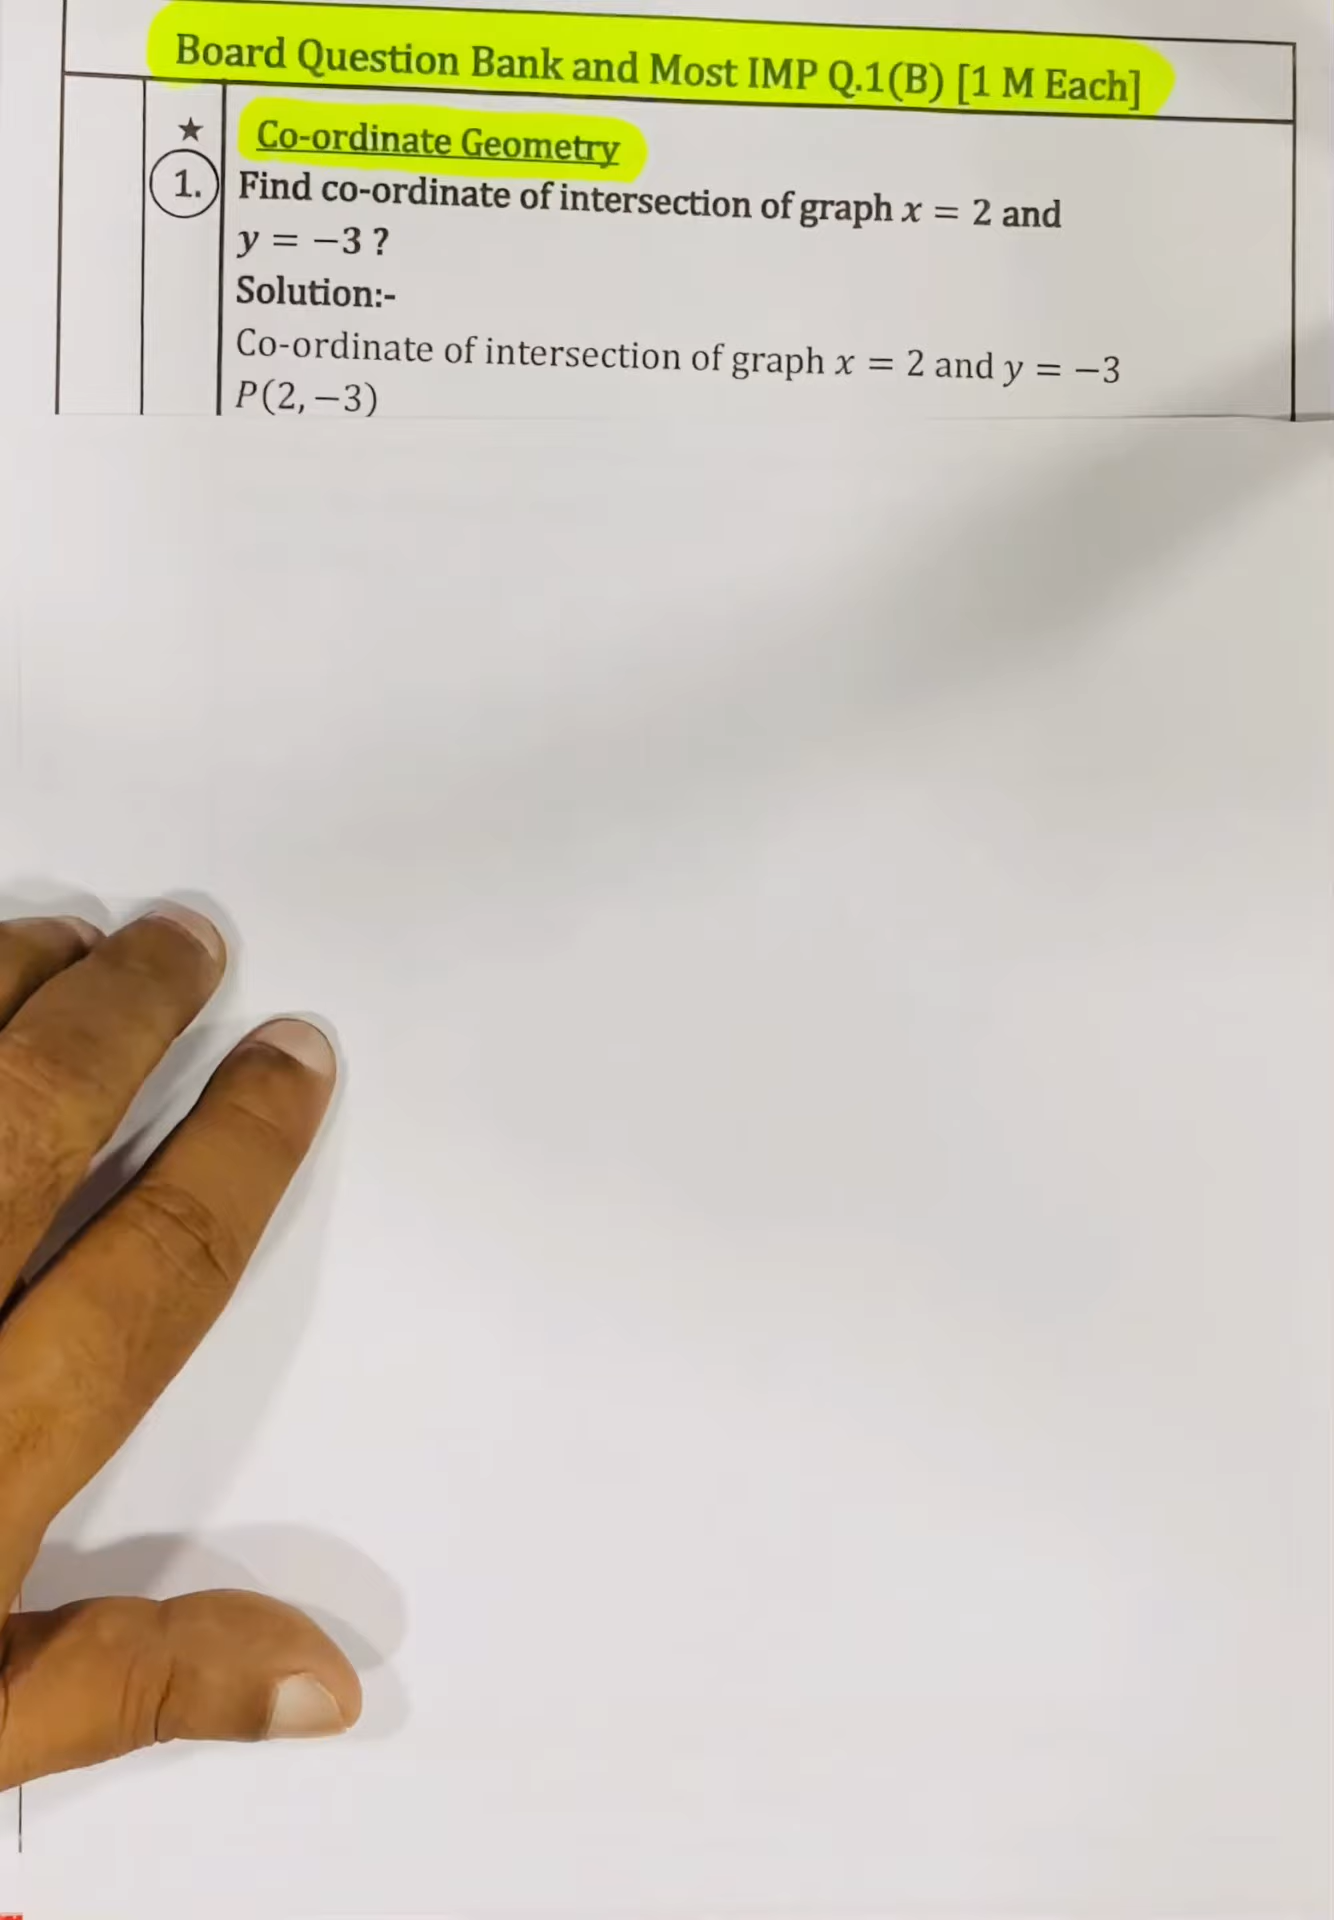 Board Question Bank and Most IMP Q.1(B) [1 M Each]
★ Co-ordinate Geometry
1. Find co-ordinate of intersection of graph x = 2 and
y = −3 ?
Solution:-
Co-ordinate of intersection of graph x = 2 and y = −3
P(2, −3)